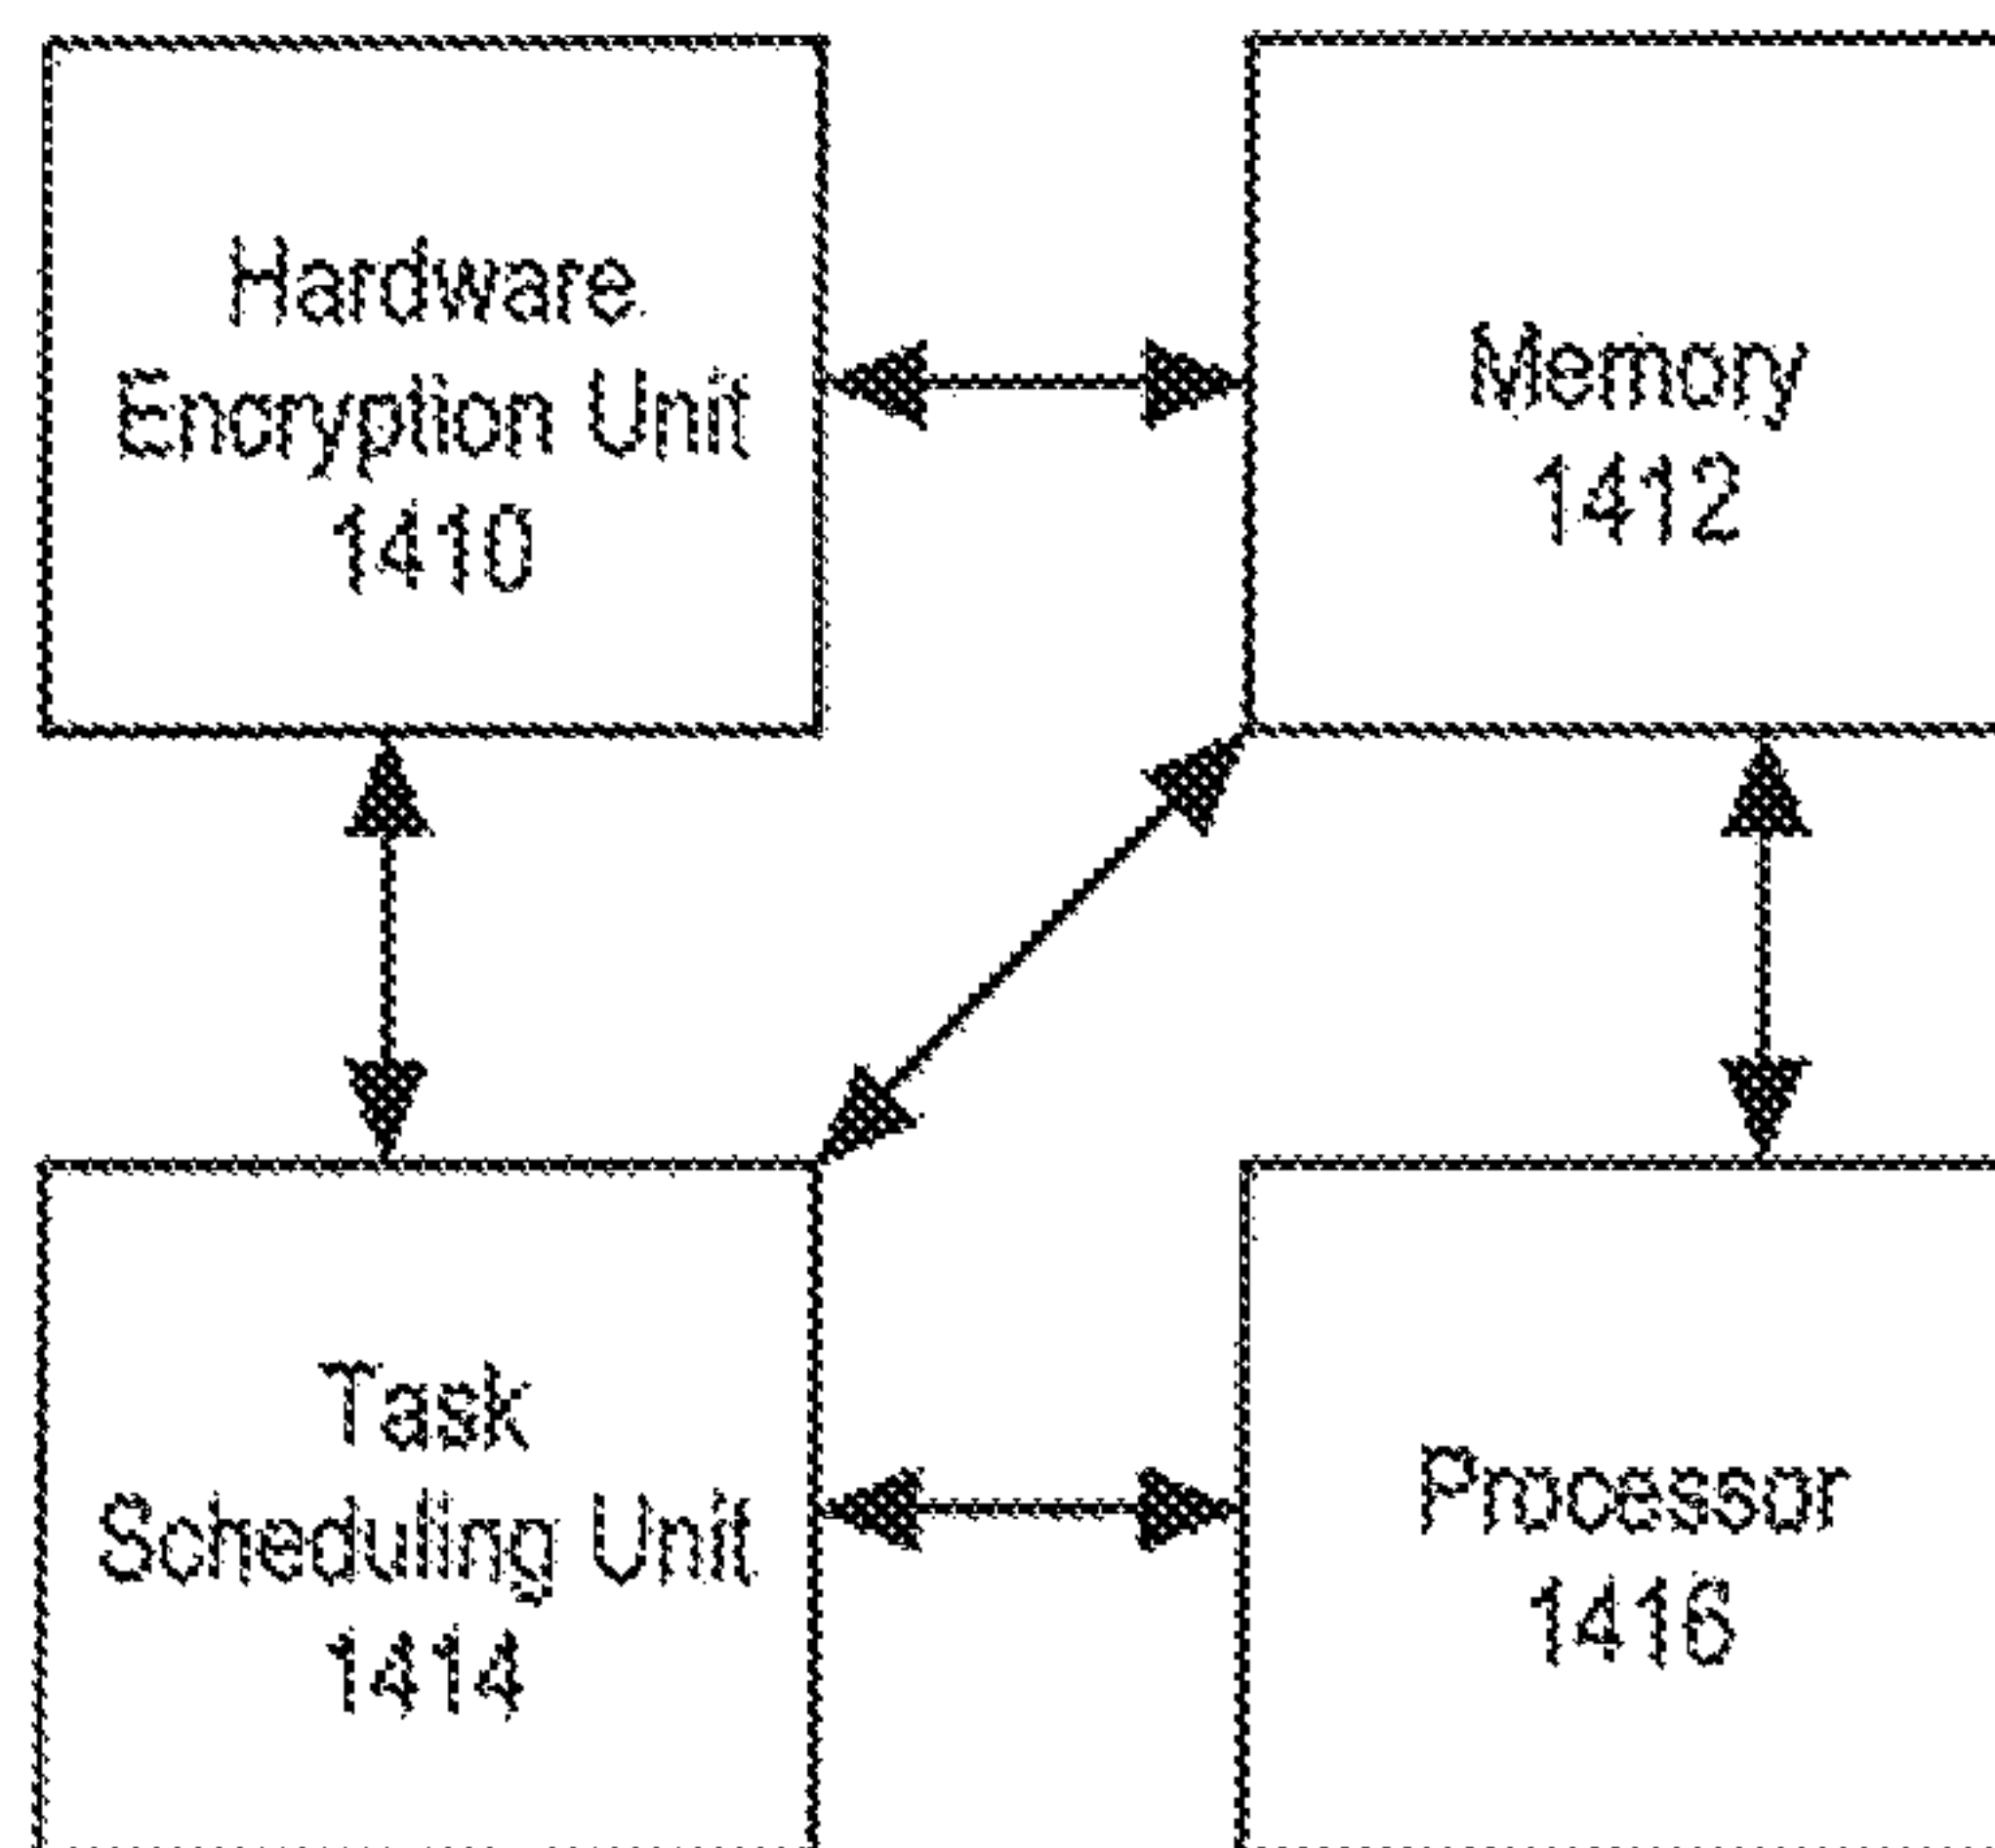 Hardware
Encryption Unit
1410
Memory
1412
Task
Scheduling Unit
1414
Processor
1416